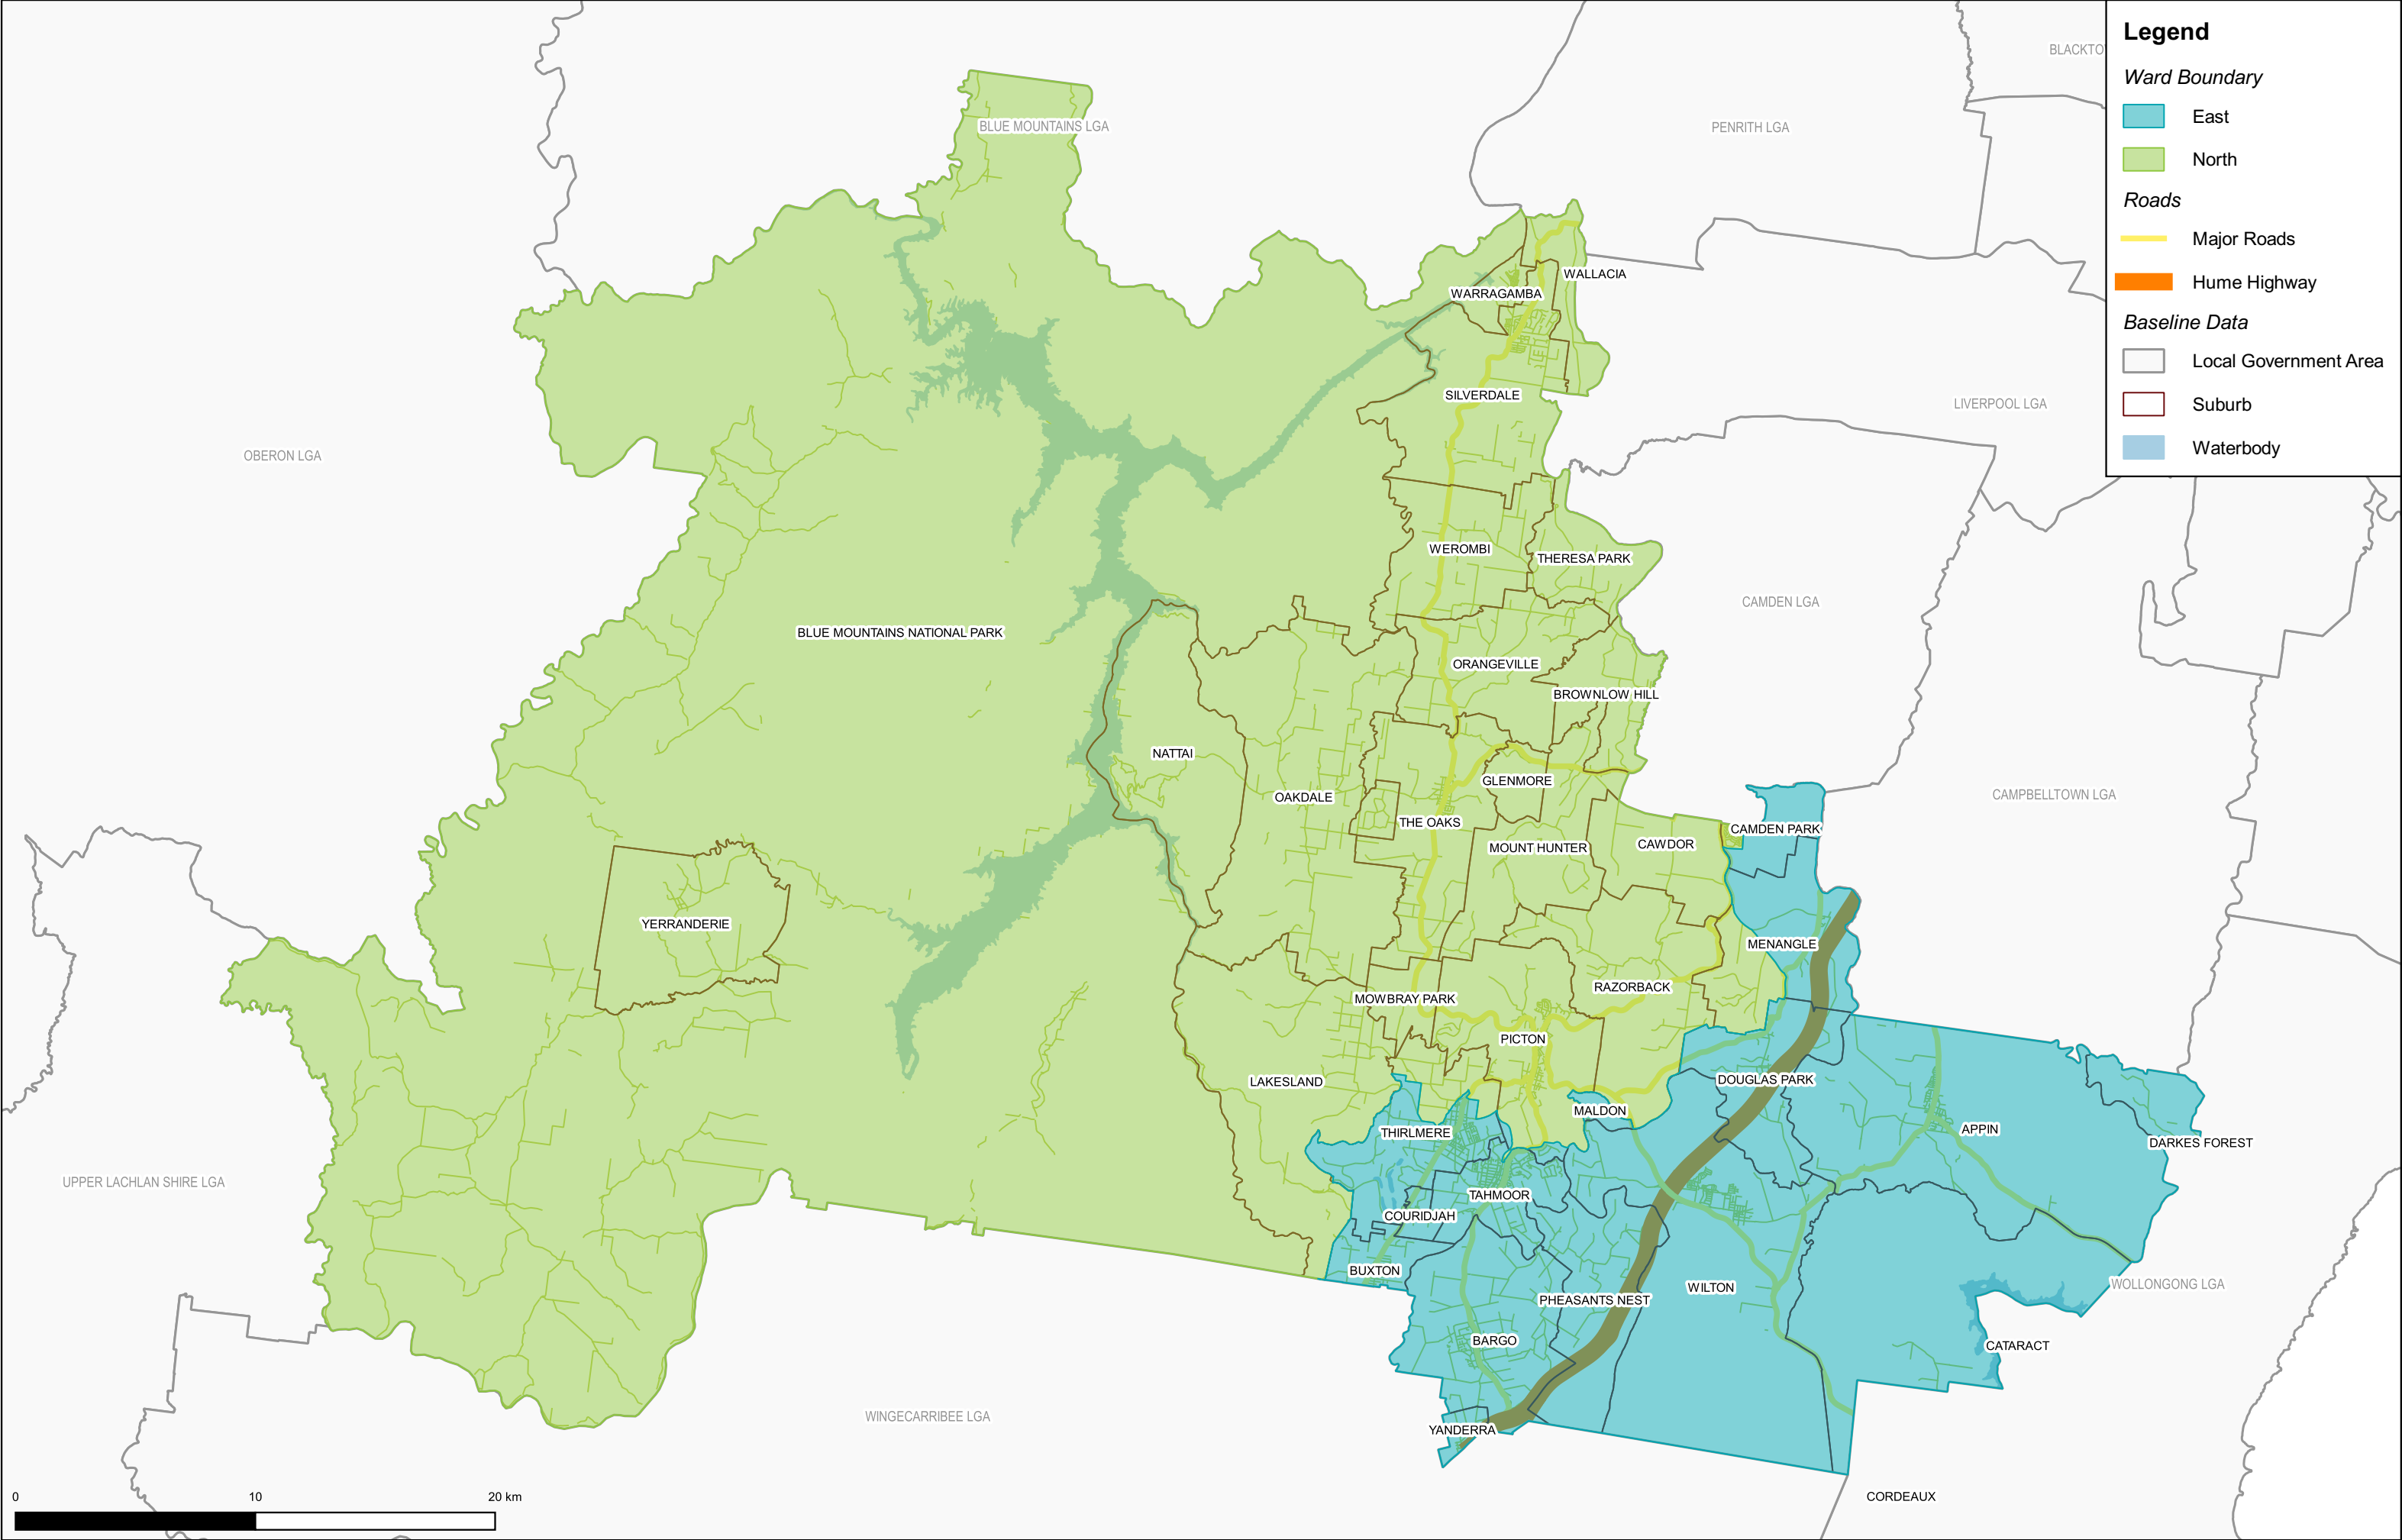 Legend
Ward Boundary
East
North
Roads
Major Roads
Hume Highway
Baseline Data
Local Government Area
Suburb
Waterbody
BLUE MOUNTAINS LGA
PENRITH LGA
WALLACIA
WARRAGAMBA
SILVERDALE
LIVERPOOL LGA
OBERON LGA
WEROMBI
THERESA PARK
CAMDEN LGA
BLUE MOUNTAINS NATIONAL PARK
ORANGEVILLE
BROWNLOW HILL
NATTAI
GLENMORE
OAKDALE
CAMPBELLTOWN LGA
THE OAKS
CAMDEN PARK
MOUNT HUNTER
CAWDOR
YERRANDERIE
MENANGLE
RAZORBACK
MOWBRAY PARK
PICTON
LAKESLAND
DOUGLAS PARK
MALDON
THIRLMERE
APPIN
DARKES FOREST
UPPER LACHLAN SHIRE LGA
TAHMOOR
COURIDJAH
BUXTON
WILTON
WOLLONGONG LGA
PHEASANTS NEST
BARGO
CATARACT
WINGECARRIBEE LGA
YANDERRA
CORDEAUX
0 10 20 km